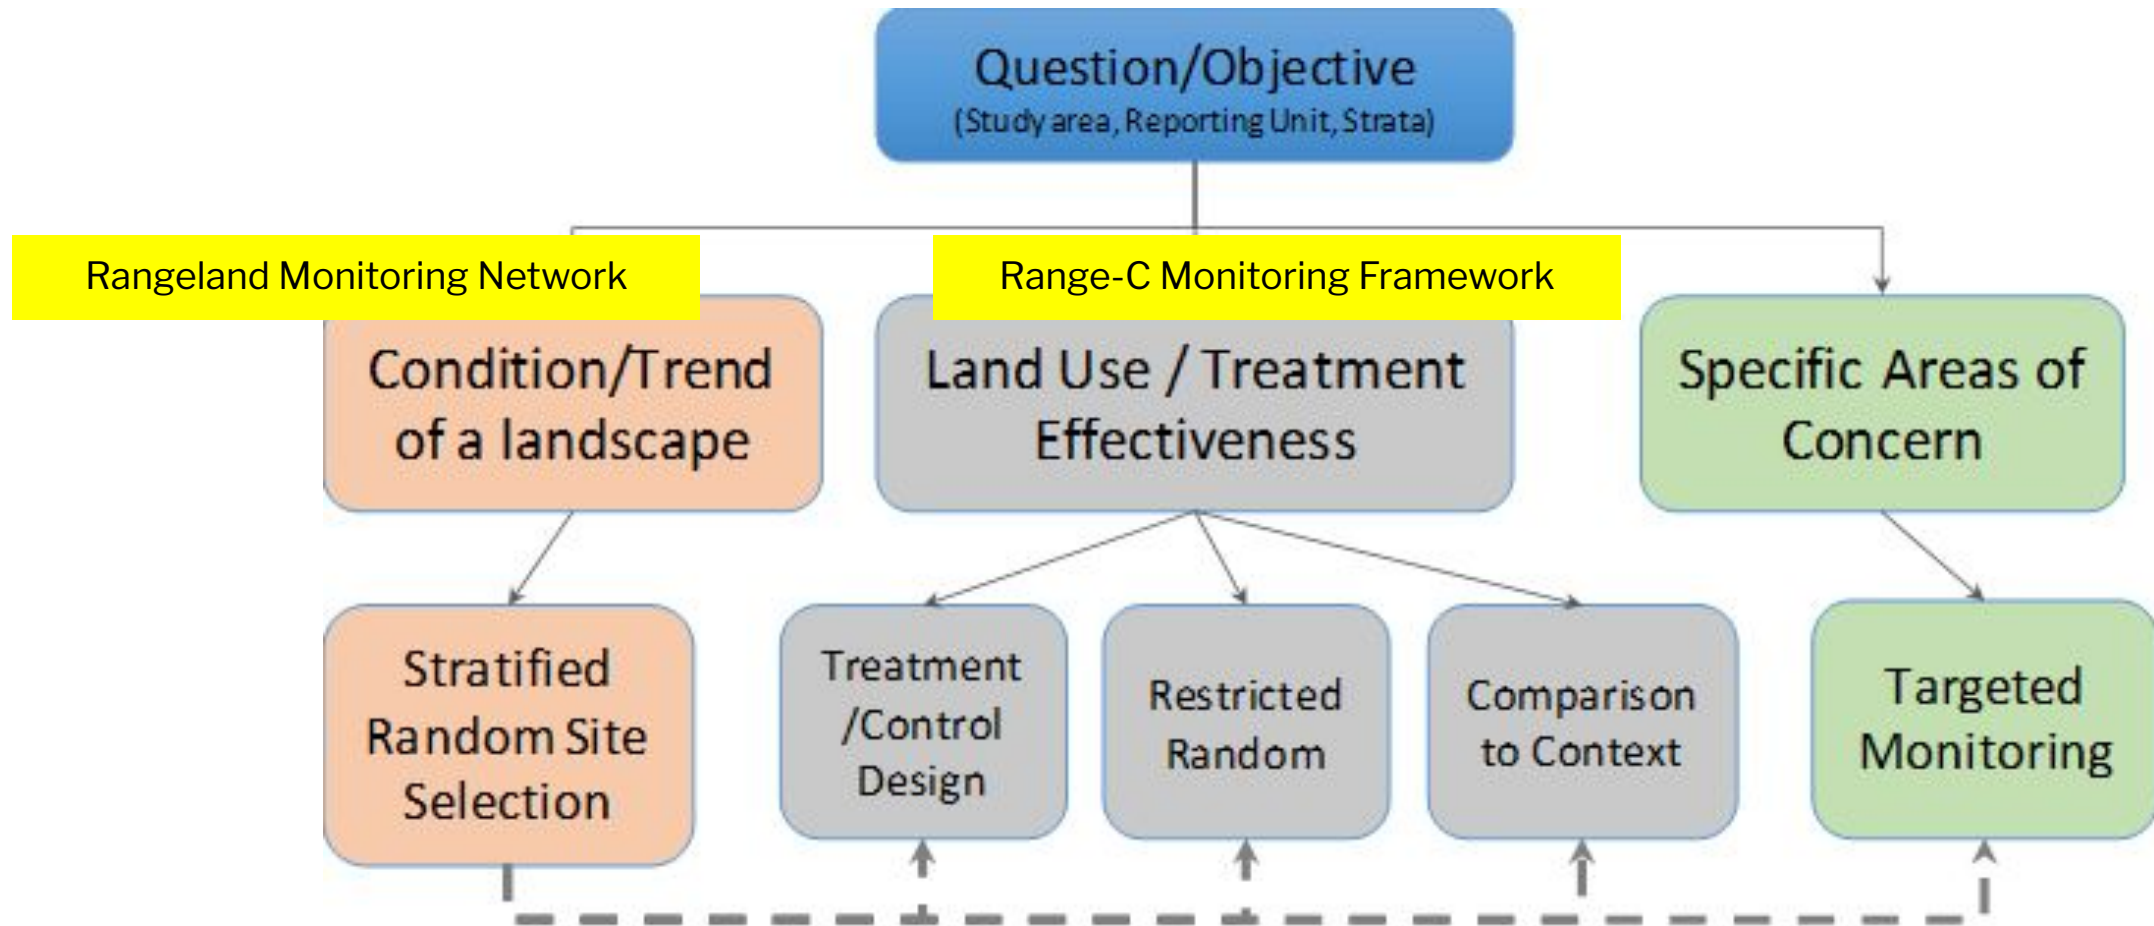 Question/Objective
(Study area, Reporting Unit, Strata)
Rangeland Monitoring Network
Range-C Monitoring Framework
Condition/Trend
of a landscape
Land Use / Treatment
Effectiveness
Specific Areas of
Concern
Stratified
Random Site
Selection
Treatment
/Control
Design
Restricted
Random
Comparison
to Context
Targeted
Monitoring